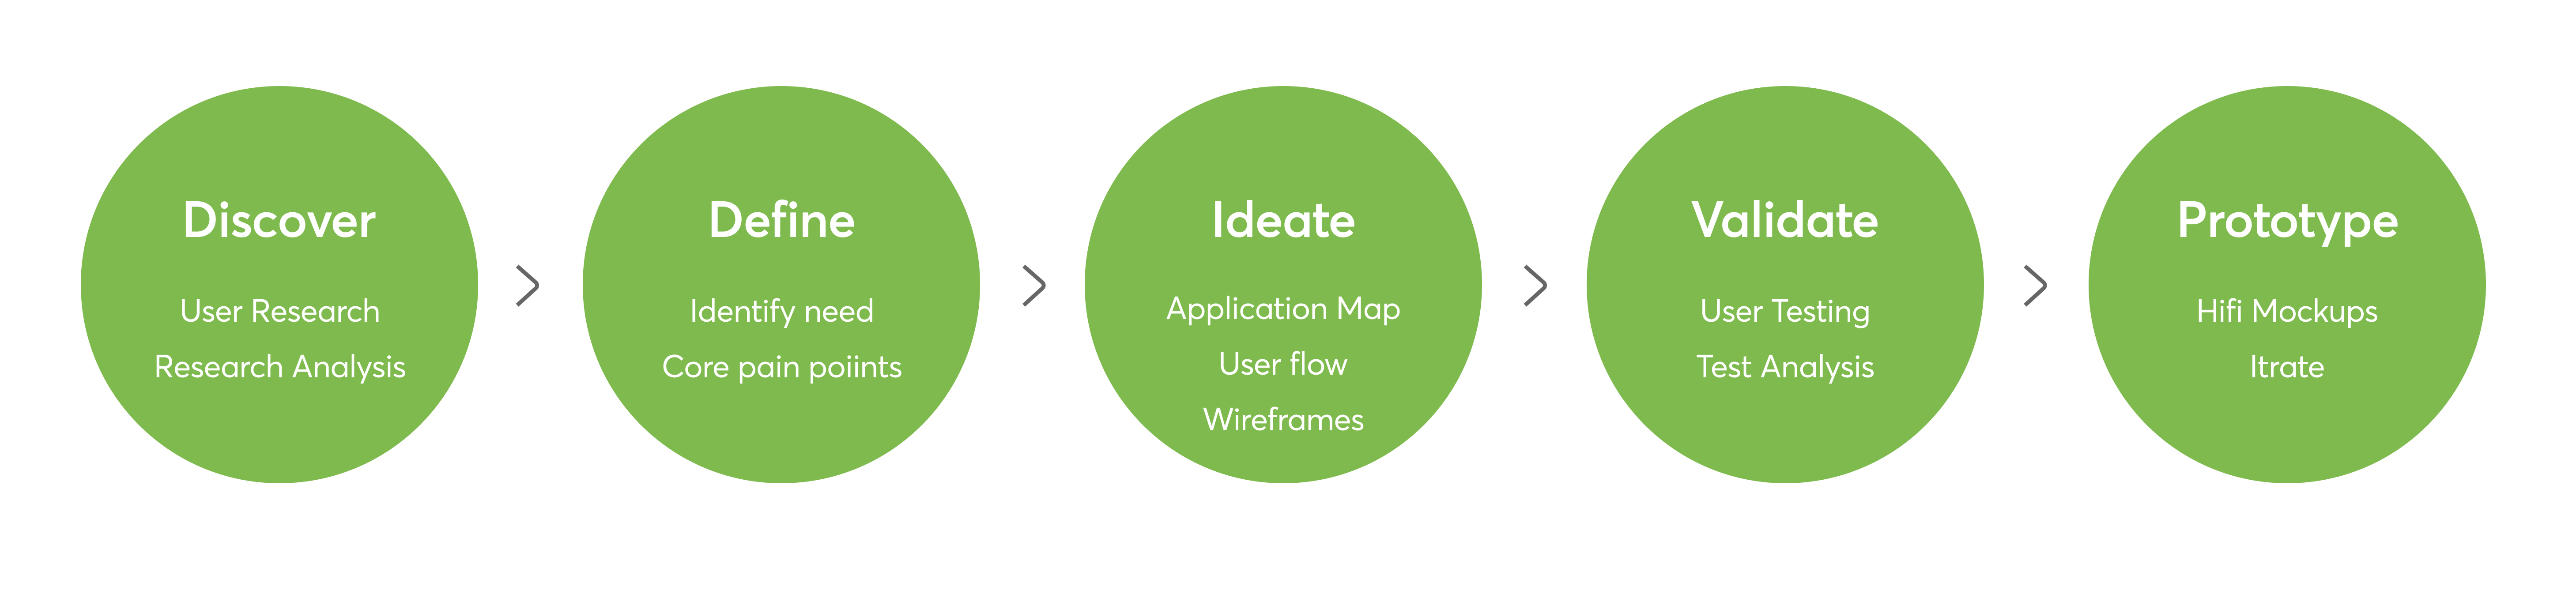 Discover
User Research
Research Analysis
Define
Identify need
Core pain poiints
Ideate
Application Map
User flow
Wireframes
Validate
User Testing
Test Analysis
Prototype
Hifi Mockups
Itrate